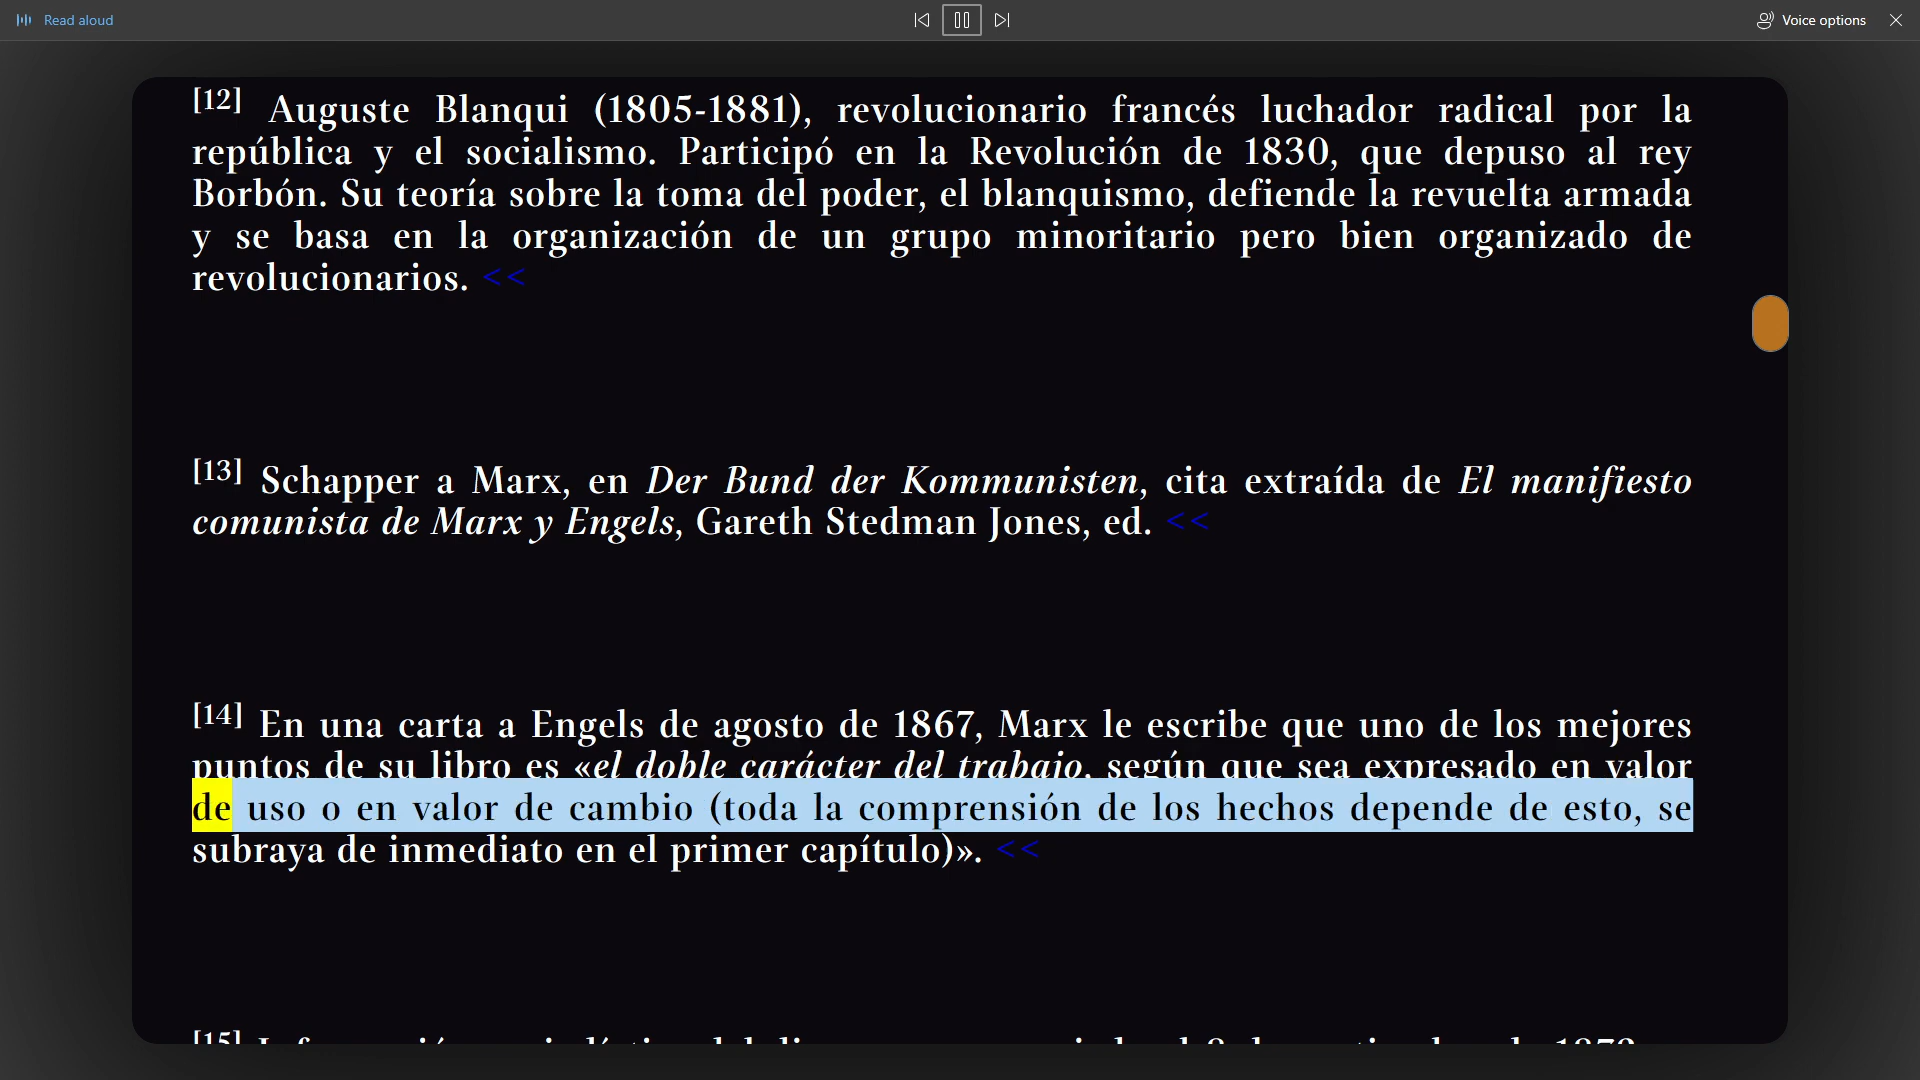 Read aloud
Voice options
[12] Auguste Blanqui (1805-1881), revolucionario francés luchador radical por la
república y el socialismo. Participó en la Revolución de 1830, que depuso al rey
Borbón. Su teoría sobre la toma del poder, el blanquismo, defiende la revuelta armada
y se basa en la organización de un grupo minoritario pero bien organizado de
revolucionarios. <<
[13] Schapper a Marx, en Der Bund der Kommunisten, cita extraída de El manifiesto
comunista de Marx y Engels, Gareth Stedman Jones, ed. <<
[14] En una carta a Engels de agosto de 1867, Marx le escribe que uno de los mejores
puntos de su libro es «el doble carácter del trabajo, según que sea expresado en valor
de uso o en valor de cambio (toda la comprensión de los hechos depende de esto, se
subraya de inmediato en el primer capítulo)». <<
[15]